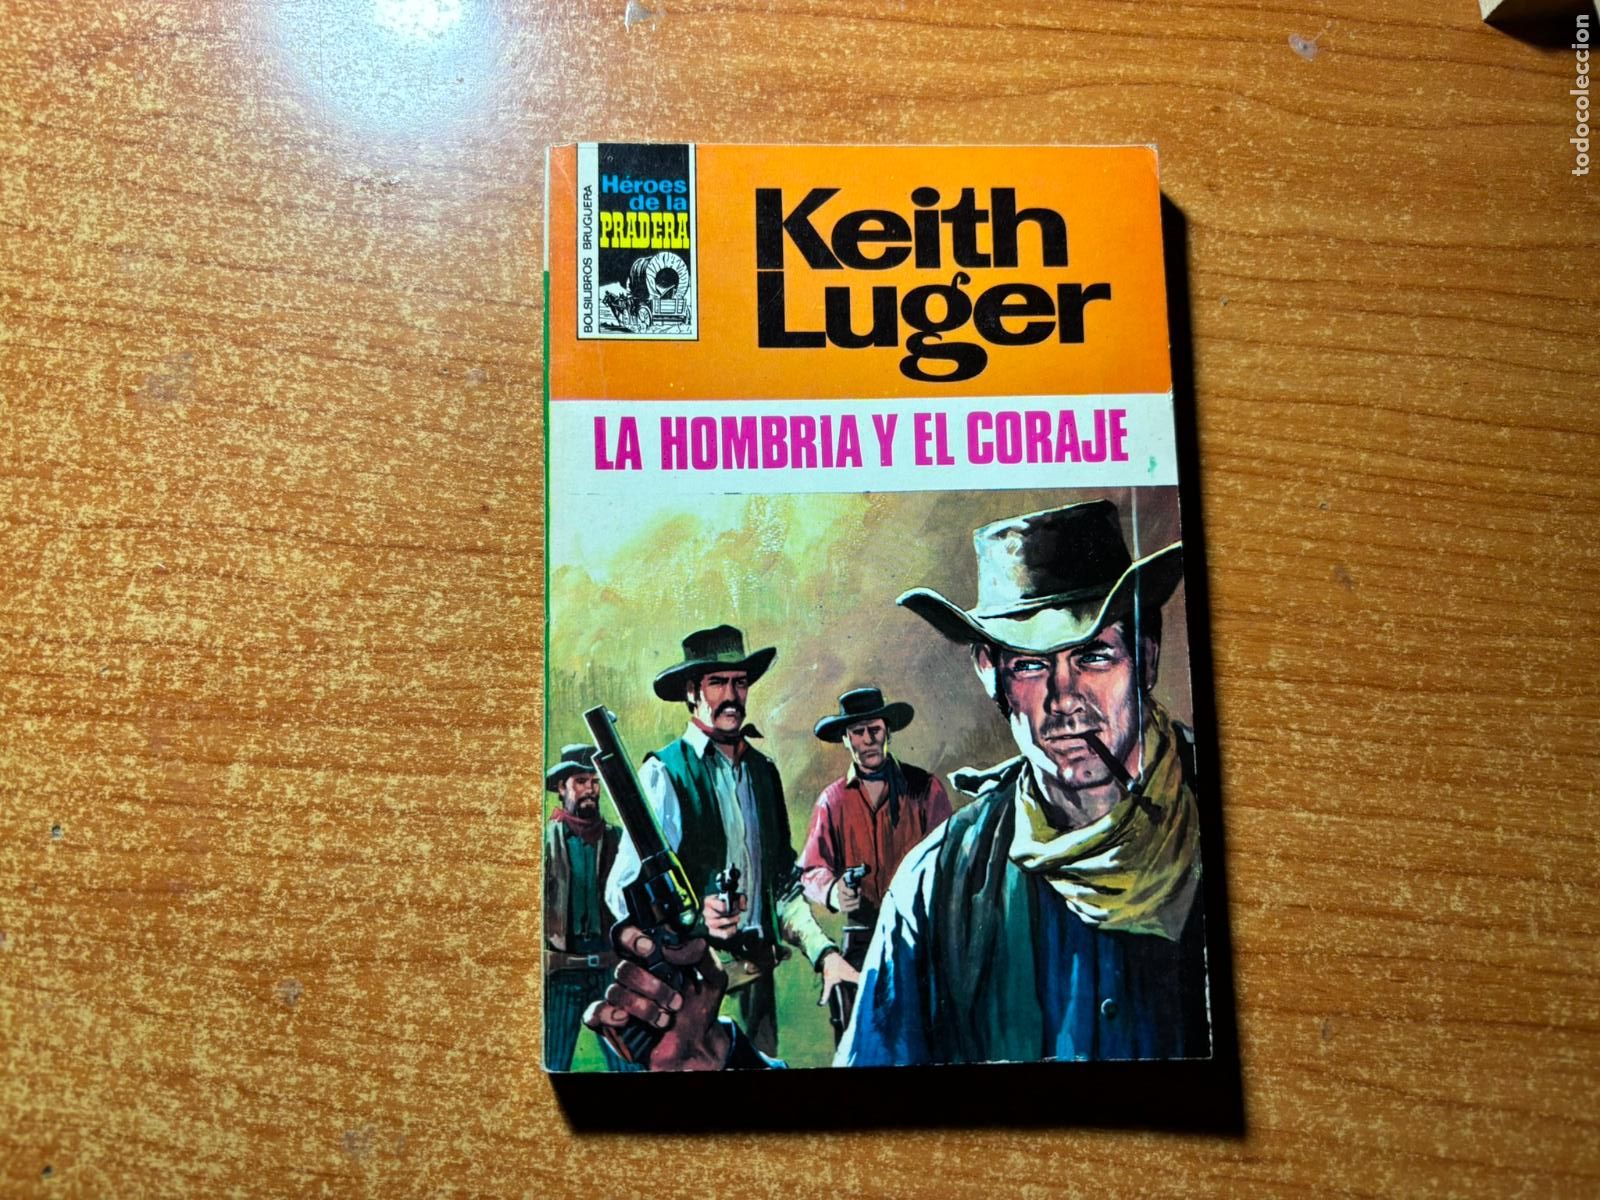 BOLSILIBROS BRUGUERA
Héroes
de la
PRADERA
Keith
Luger
LA HOMBRIA Y EL CORAJE
todocoleccion